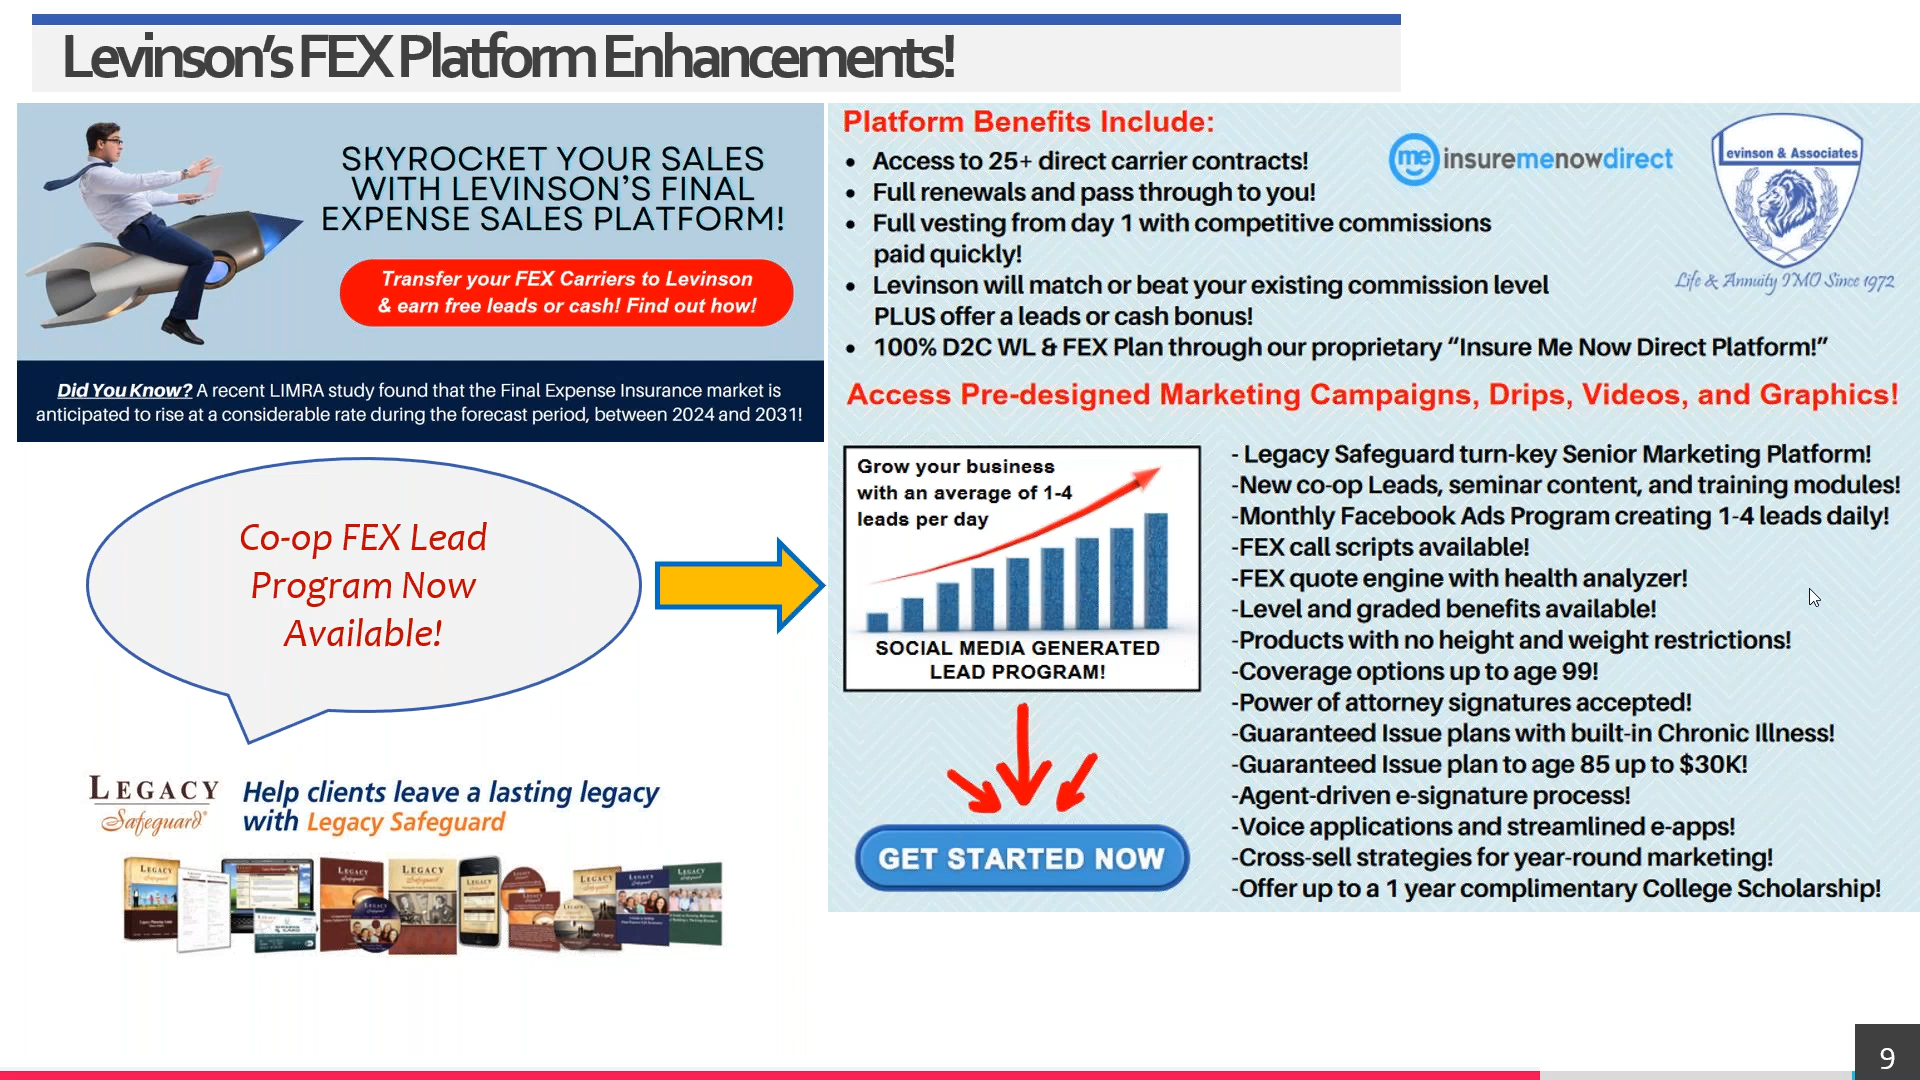 Levinson's FEX Platform Enhancements!
SKYROCKET YOUR SALES
WITH LEVINSON'S FINAL
EXPENSE SALES PLATFORM!
Transfer your FEX Carriers to Levinson
& earn free leads or cash! Find out how!
Did You Know? A recent LIMRA study found that the Final Expense Insurance market is
anticipated to rise at a considerable rate during the forecast period, between 2024 and 2031!
Co-op FEX Lead
Program Now
Available!
LEGACY
Safeguard®
Help clients leave a lasting legacy
with Legacy Safeguard
Platform Benefits Include:
• Access to 25+ direct carrier contracts!
• Full renewals and pass through to you!
• Full vesting from day 1 with competitive commissions
paid quickly!
• Levinson will match or beat your existing commission level
PLUS offer a leads or cash bonus!
• 100% D2C WL & FEX Plan through our proprietary “Insure Me Now Direct Platform!”
me insuremenowdirect
Levinson & Associates
Life & Annuity IMO Since 1972
Access Pre-designed Marketing Campaigns, Drips, Videos, and Graphics!
Grow your business
with an average of 1-4
leads per day
SOCIAL MEDIA GENERATED
LEAD PROGRAM!
GET STARTED NOW
- Legacy Safeguard turn-key Senior Marketing Platform!
-New co-op Leads, seminar content, and training modules!
-Monthly Facebook Ads Program creating 1-4 leads daily!
-FEX call scripts available!
-FEX quote engine with health analyzer!
-Level and graded benefits available!
-Products with no height and weight restrictions!
-Coverage options up to age 99!
-Power of attorney signatures accepted!
-Guaranteed Issue plans with built-in Chronic Illness!
-Guaranteed Issue plan to age 85 up to $30K!
-Agent-driven e-signature process!
-Voice applications and streamlined e-apps!
-Cross-sell strategies for year-round marketing!
-Offer up to a 1 year complimentary College Scholarship!
9